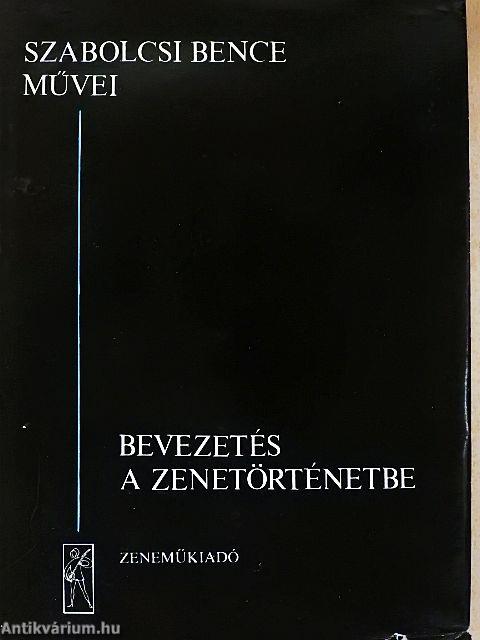 SZABOLCSI BENCE
MŰVEI
BEVEZETÉS
A ZENETÖRTÉNETBE
ZENEMŰKIADÓ
Antikvárium.hu